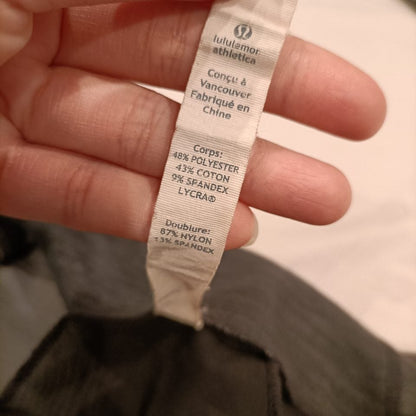 lululemon
athletica
Conçu à
Vancouver
Fabriqué en
Chine
Corps:
48% POLYESTER
43% COTON
9% SPANDEX
LYCRA®
Doublure:
87% NYLON
13% SPANDEX